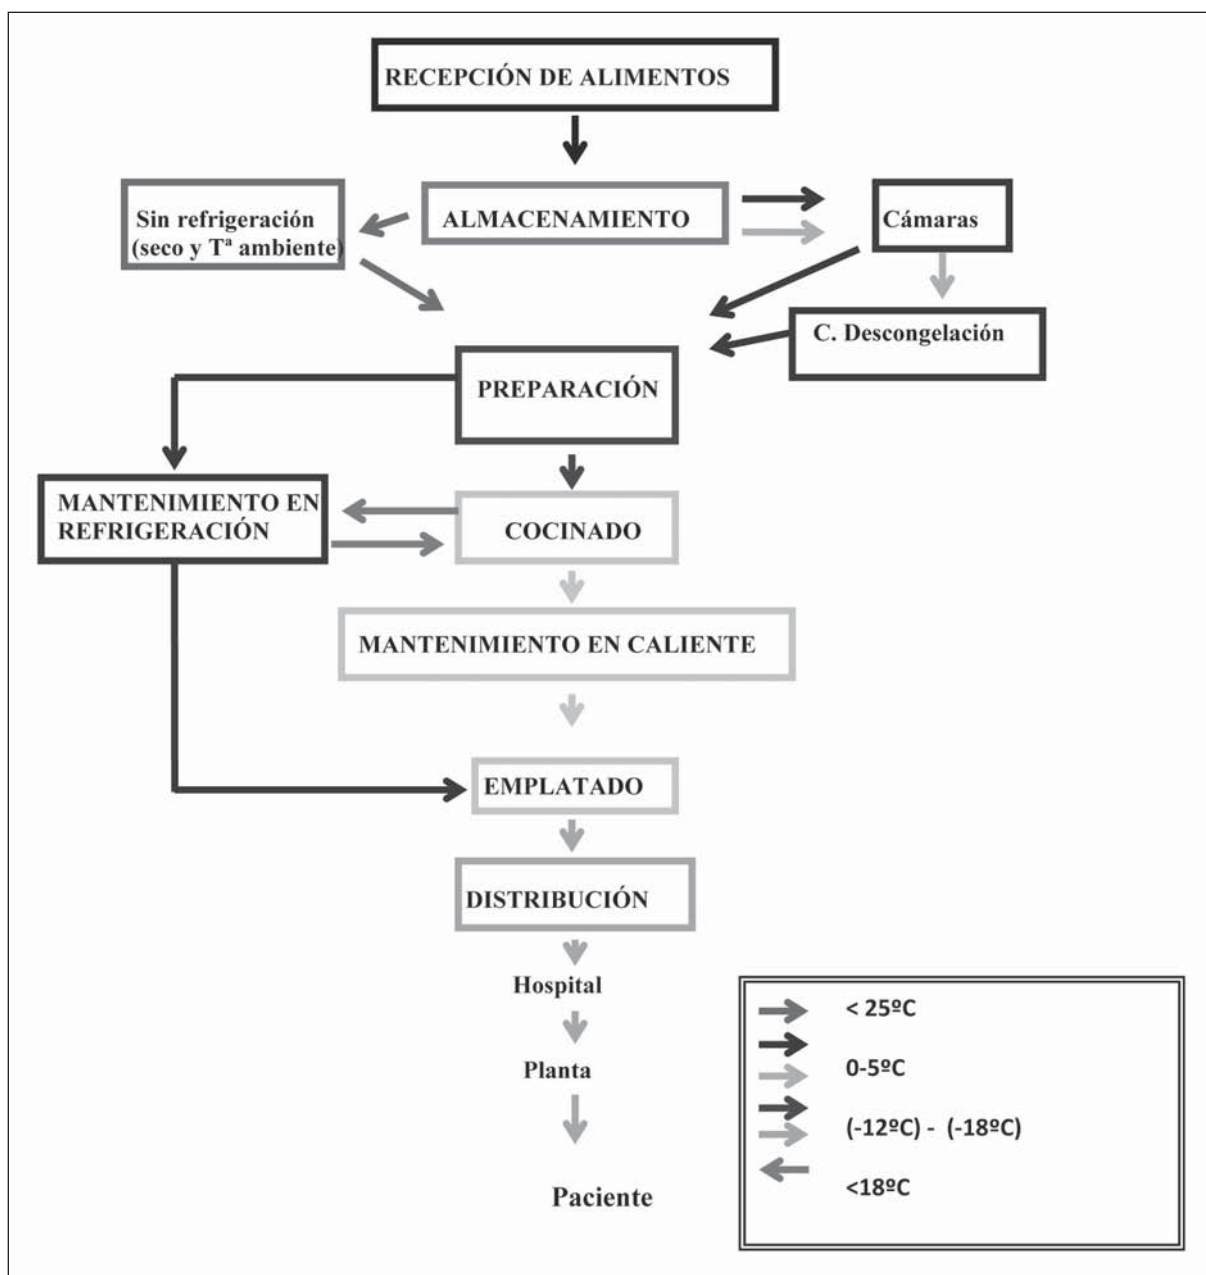 RECEPCIÓN DE ALIMENTOS
Sin refrigeración
(seco y Tª ambiente)
ALMACENAMIENTO
Cámaras
C. Descongelación
PREPARACIÓN
MANTENIMIENTO EN
REFRIGERACIÓN
COCINADO
MANTENIMIENTO EN CALIENTE
EMPLATADO
DISTRIBUCIÓN
Hospital
Planta
Paciente
< 25ºC
0-5ºC
(-12ºC) - (-18ºC)
<18ºC